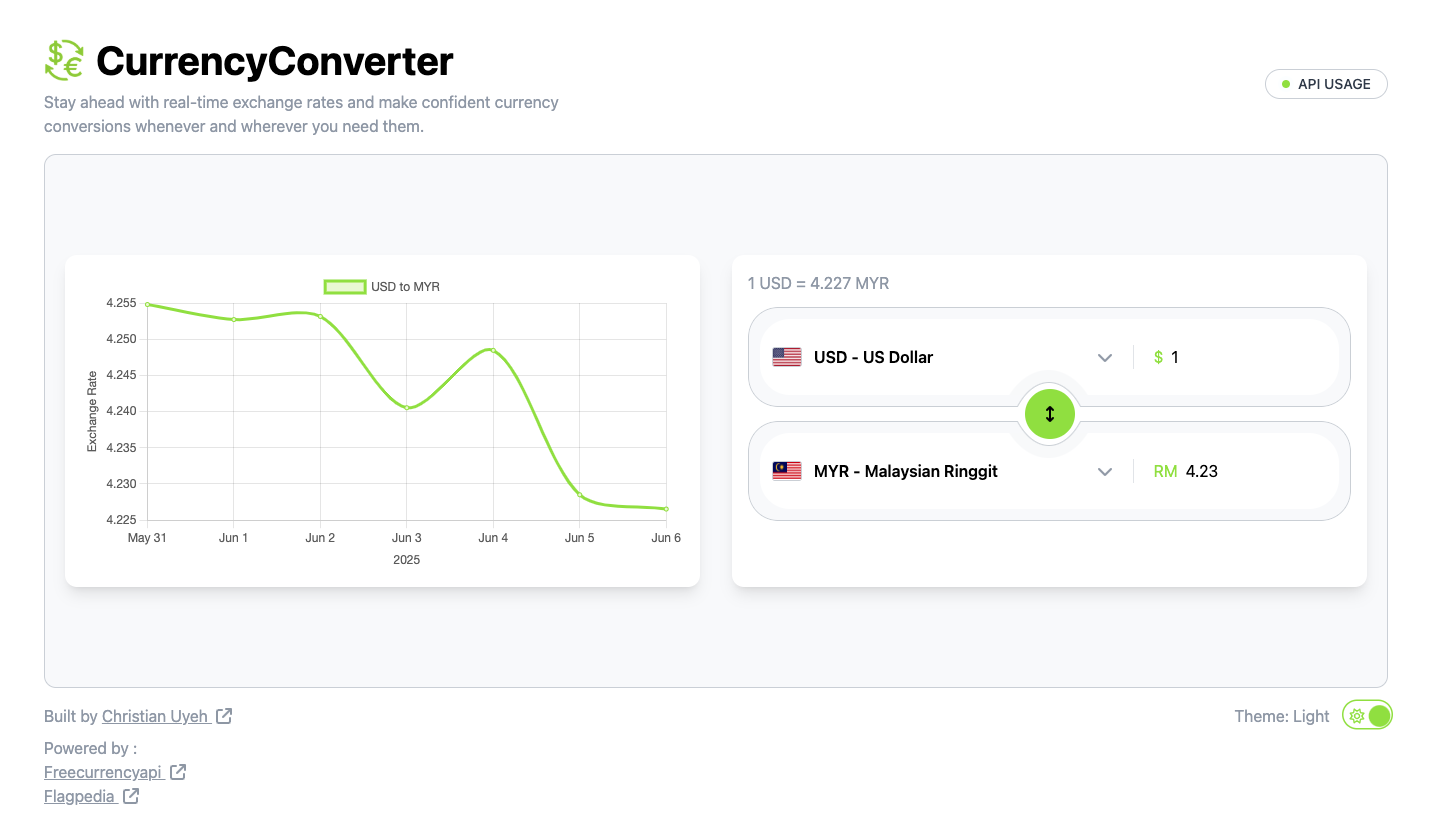 CurrencyConverter
Stay ahead with real-time exchange rates and make confident currency
conversions whenever and wherever you need them.
API USAGE
USD to MYR
4.255
4.250
4.245
4.240
4.235
4.230
4.225
Exchange Rate
May 31 Jun 1 Jun 2 Jun 3 Jun 4 Jun 5 Jun 6
2025
1 USD = 4.227 MYR
USD - US Dollar $ 1
MYR - Malaysian Ringgit RM 4.23
Built by Christian Uyeh
Theme: Light
Powered by :
Freecurrencyapi
Flagpedia